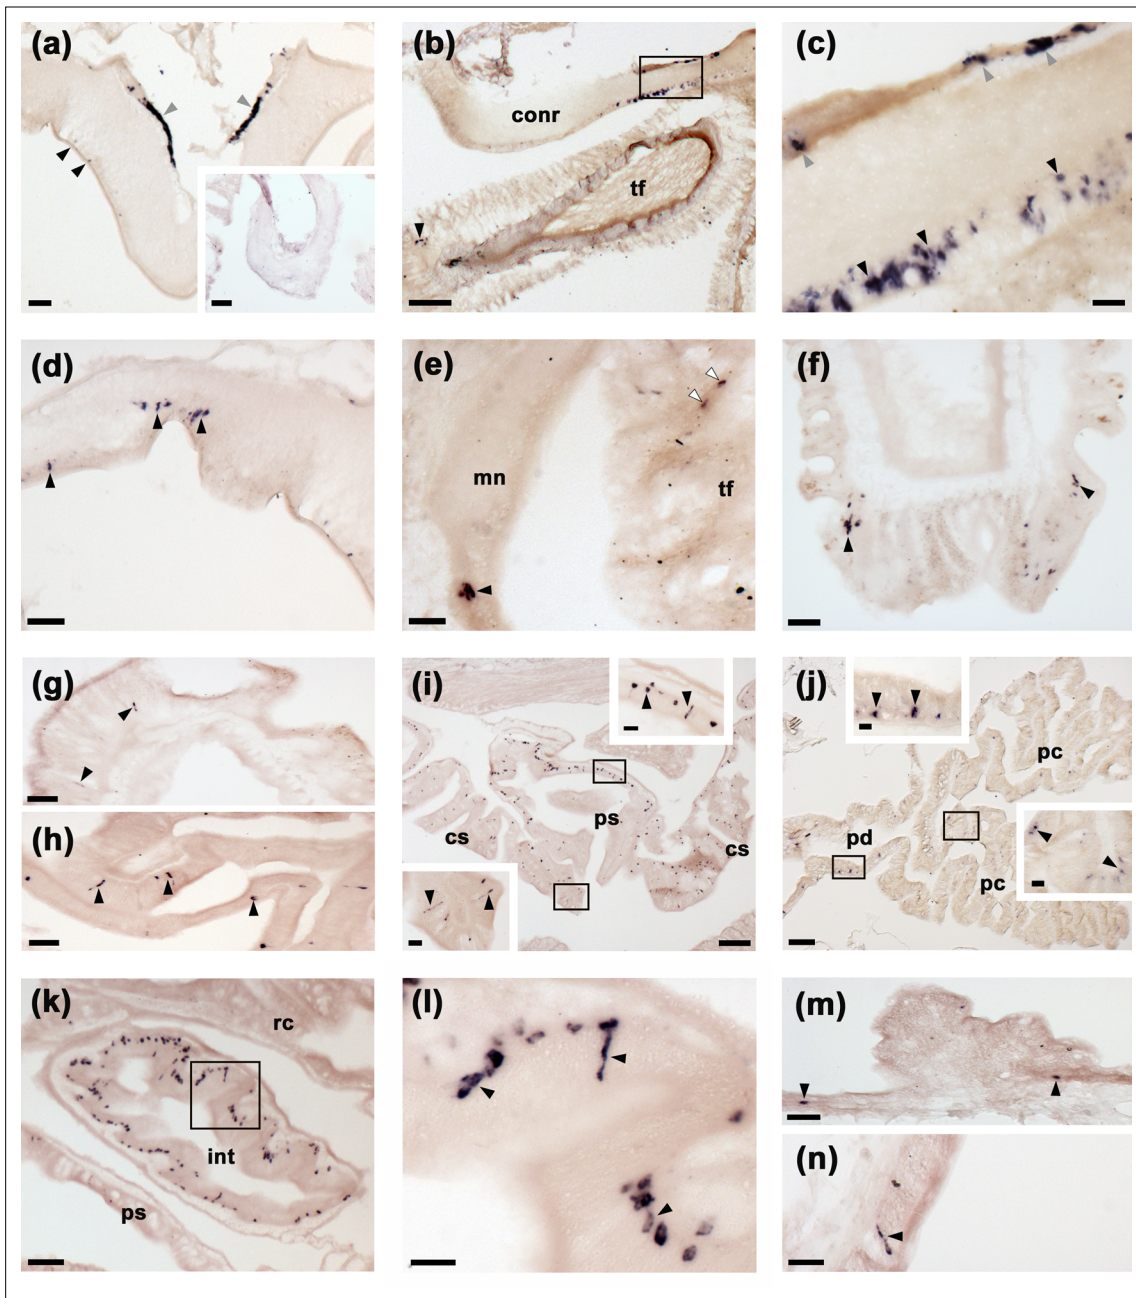 (a)
(b)
conr
tf
(c)
(d)
(e)
mn
tf
(f)
(g)
(h)
(i)
cs
ps
cs
(j)
pc
pd
pc
(k)
rc
int
ps
(l)
(m)
(n)